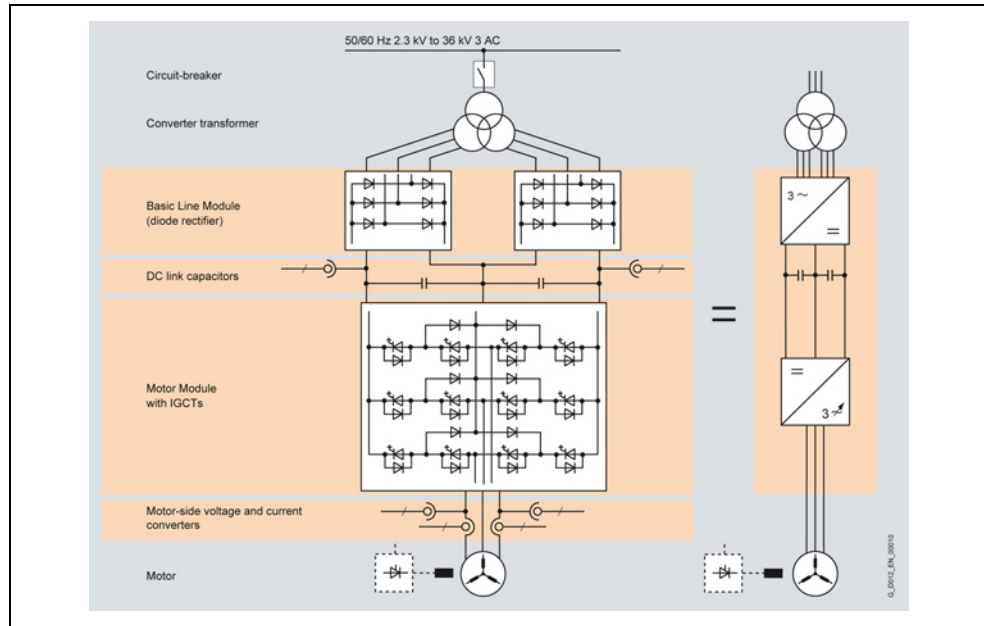 50/60 Hz 2.3 kV to 36 kV 3 AC
Circuit-breaker
Converter transformer
Basic Line Module
(diode rectifier)
3 ~
=
DC link capacitors
=
Motor Module
with IGCTs
=
3 ~
Motor-side voltage and current
converters
Motor
G_D012_EN_00010